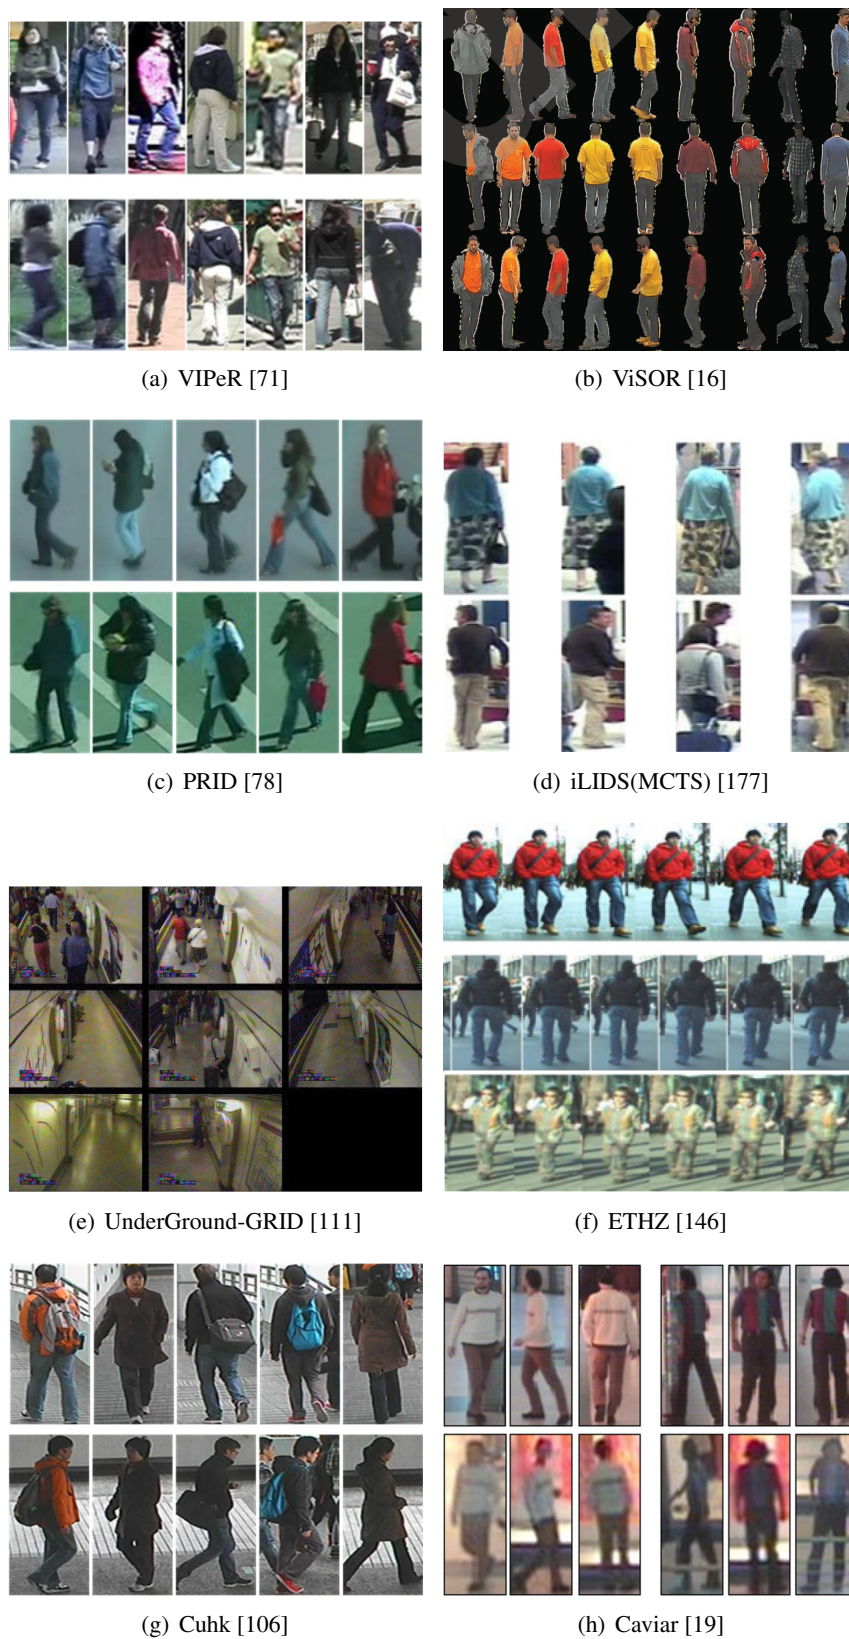 (a) VIPeR [71]
(b) ViSOR [16]
(c) PRID [78]
(d) iLIDS(MCTS) [177]
(e) UnderGround-GRID [111]
(f) ETHZ [146]
(g) Cuhk [106]
(h) Caviar [19]